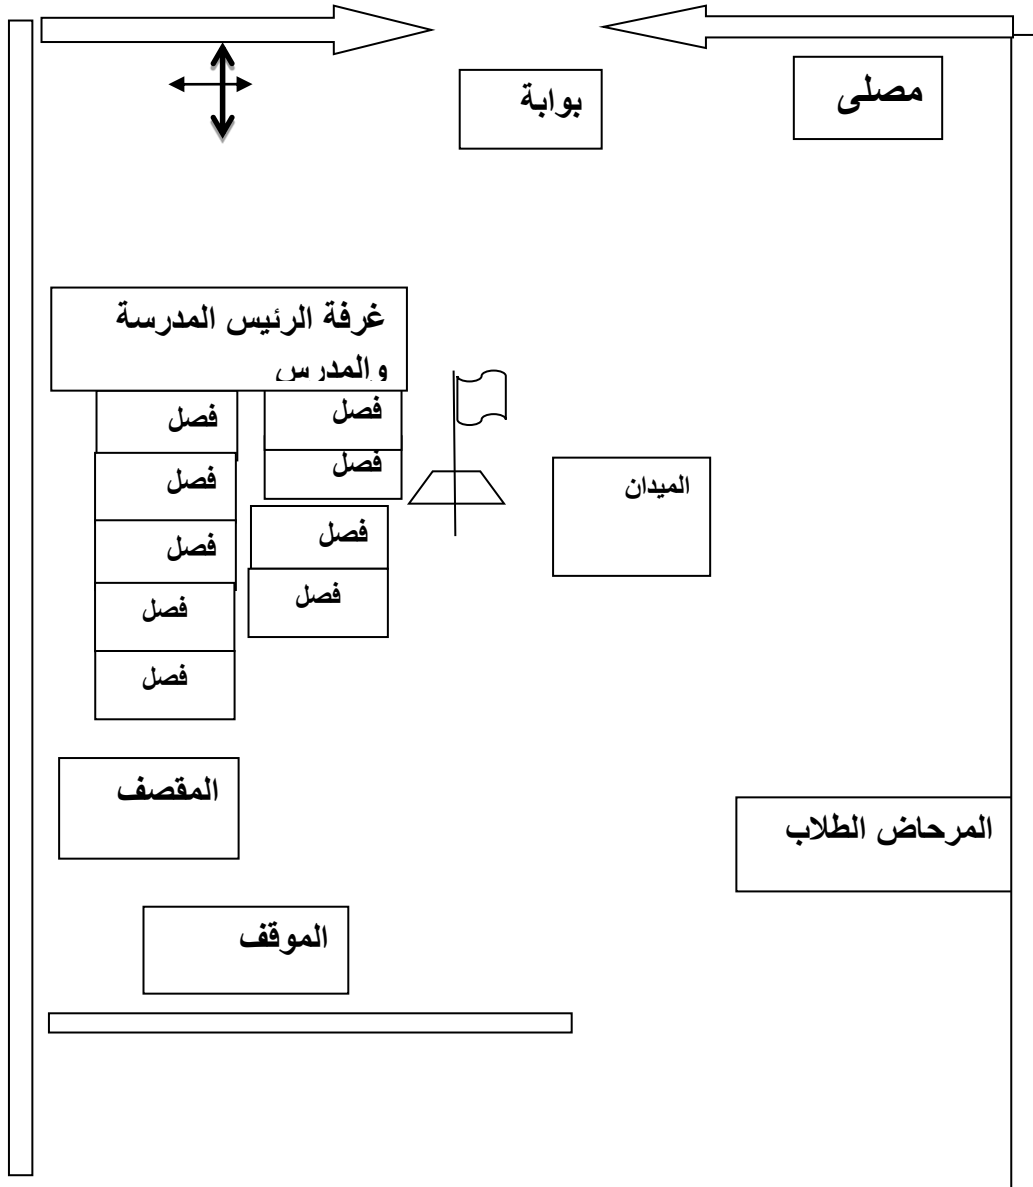 مصلى
بوابة
غرفة الرئيس المدرسة
والمدرس
فصل
فصل
فصل
فصل
فصل
فصل
فصل
فصل
فصل
الميدان
المقصف
المرحاض الطلاب
الموقف